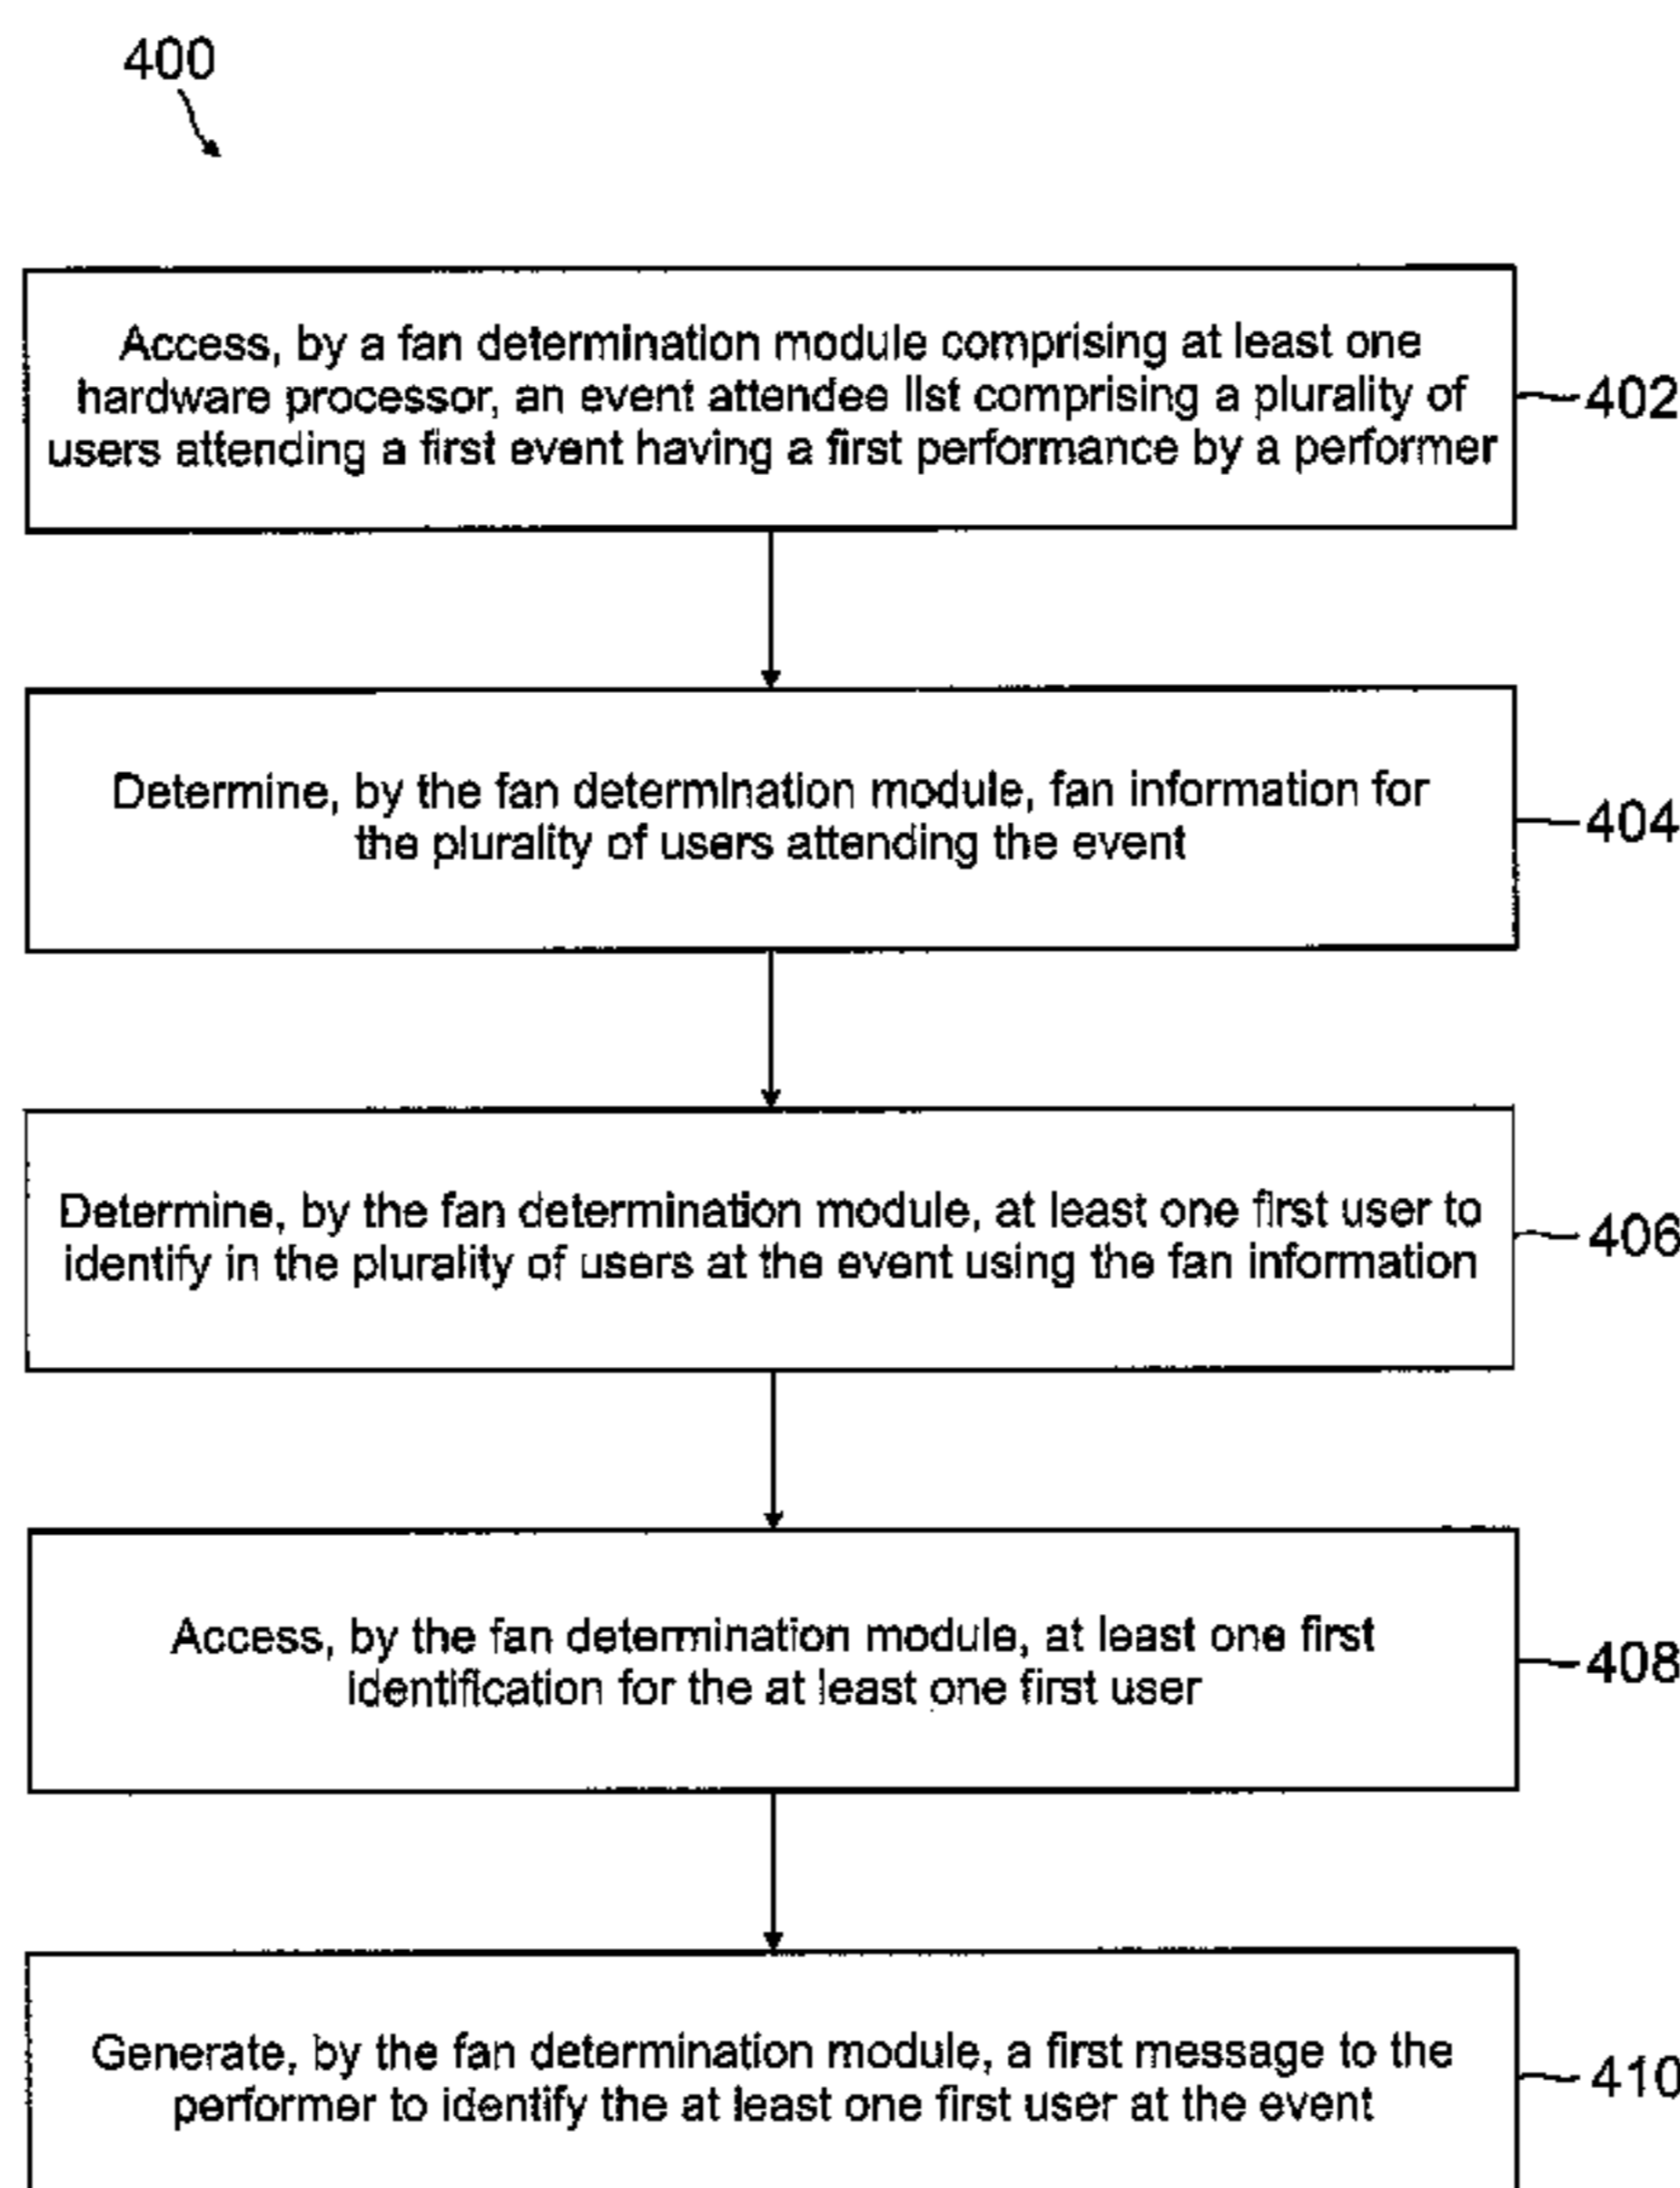 400
Access, by a fan determination module comprising at least one
hardware processor, an event attendee list comprising a plurality of
users attending a first event having a first performance by a performer
402
Determine, by the fan determination module, fan information for
the plurality of users attending the event
404
Determine, by the fan determination module, at least one first user to
identify in the plurality of users at the event using the fan information
406
Access, by the fan determination module, at least one first
identification for the at least one first user
408
Generate, by the fan determination module, a first message to the
performer to identify the at least one first user at the event
410